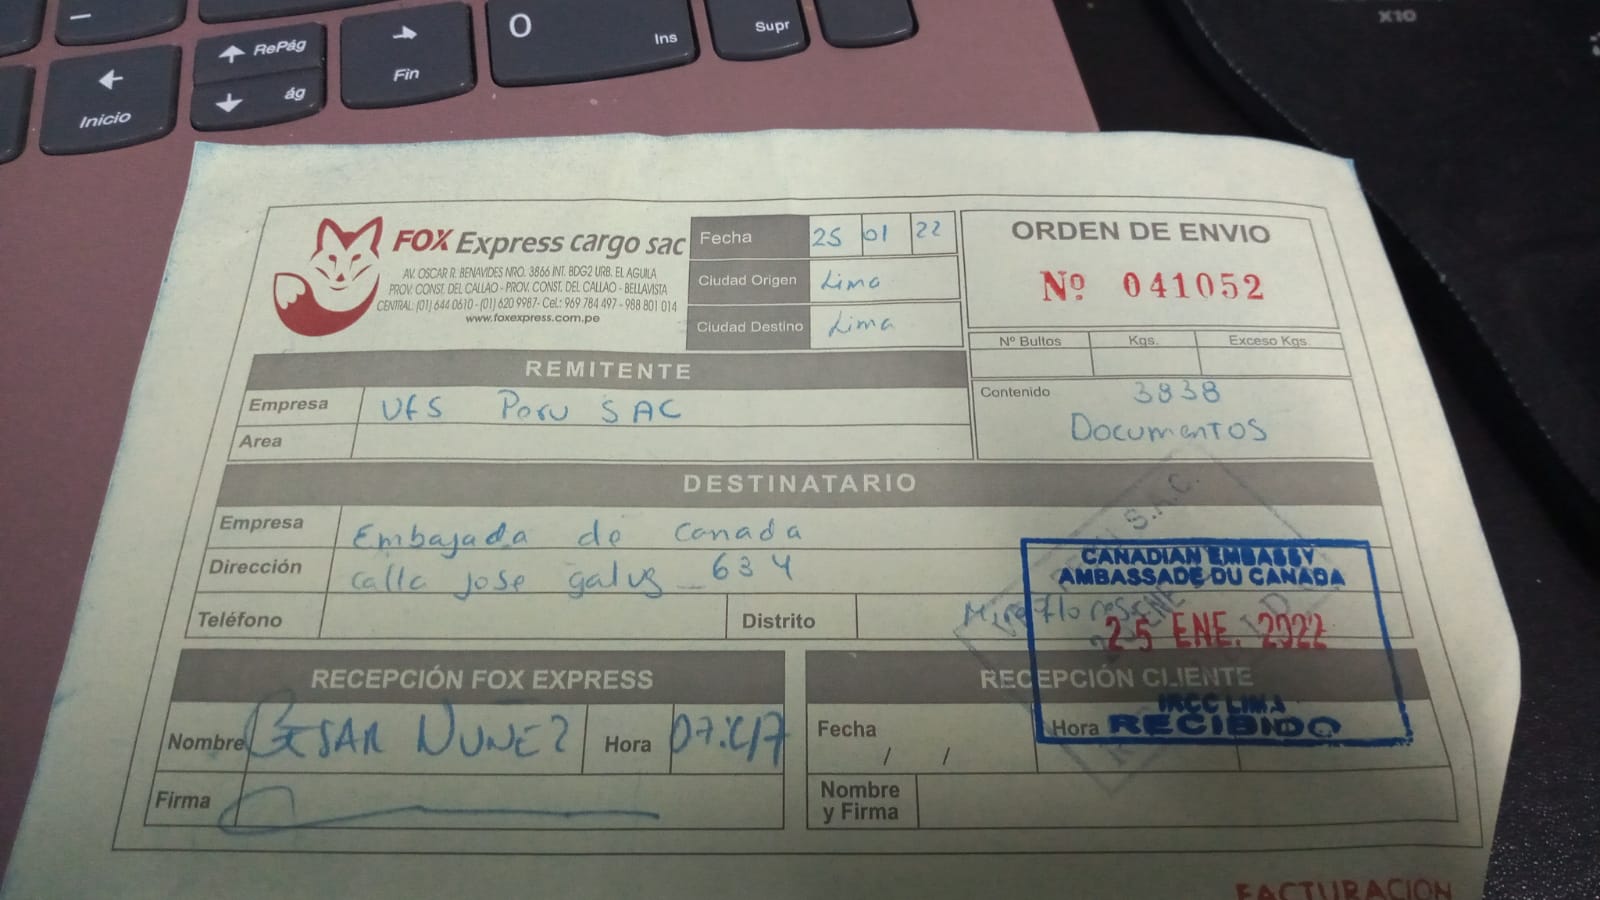 Inicio
RePág
ág
Fin
0
Ins
Supr
X10
FOX Express cargo sac
AV. OSCAR R. BENAVIDES NRO. 3866 INT. BDG2 URB. EL AGUILA
PROV. CONST. DEL CALLAO - PROV. CONST. DEL CALLAO - BELLAVISTA
CENTRAL: (01) 644 0610 - (01) 620 9987- Cel.: 969 784 497 - 988 801 014
www.foxexpress.com.pe
Fecha 25 01 22
Ciudad Origen Lima
Ciudad Destino Lima
ORDEN DE ENVIO
Nº 041052
Nº Bultos Kgs. Exceso Kgs.
Contenido 3838
Documentos
REMITENTE
Empresa VFS Peru SAC
Area
DESTINATARIO
Empresa Embajada de Canada
Dirección calle Jose galvez 634
Teléfono
Distrito Miraflores
S.A.C.
CANADIAN EMBASSY
AMBASSADE DU CANADA
25 ENE. 2022
IRCC LIMA
RECIBIDO
RECEPCIÓN FOX EXPRESS
Nombre CESAR NUÑEZ Hora
Firma
RECEPCIÓN CLIENTE
Fecha / / Hora
Nombre
y Firma
FACTURACION